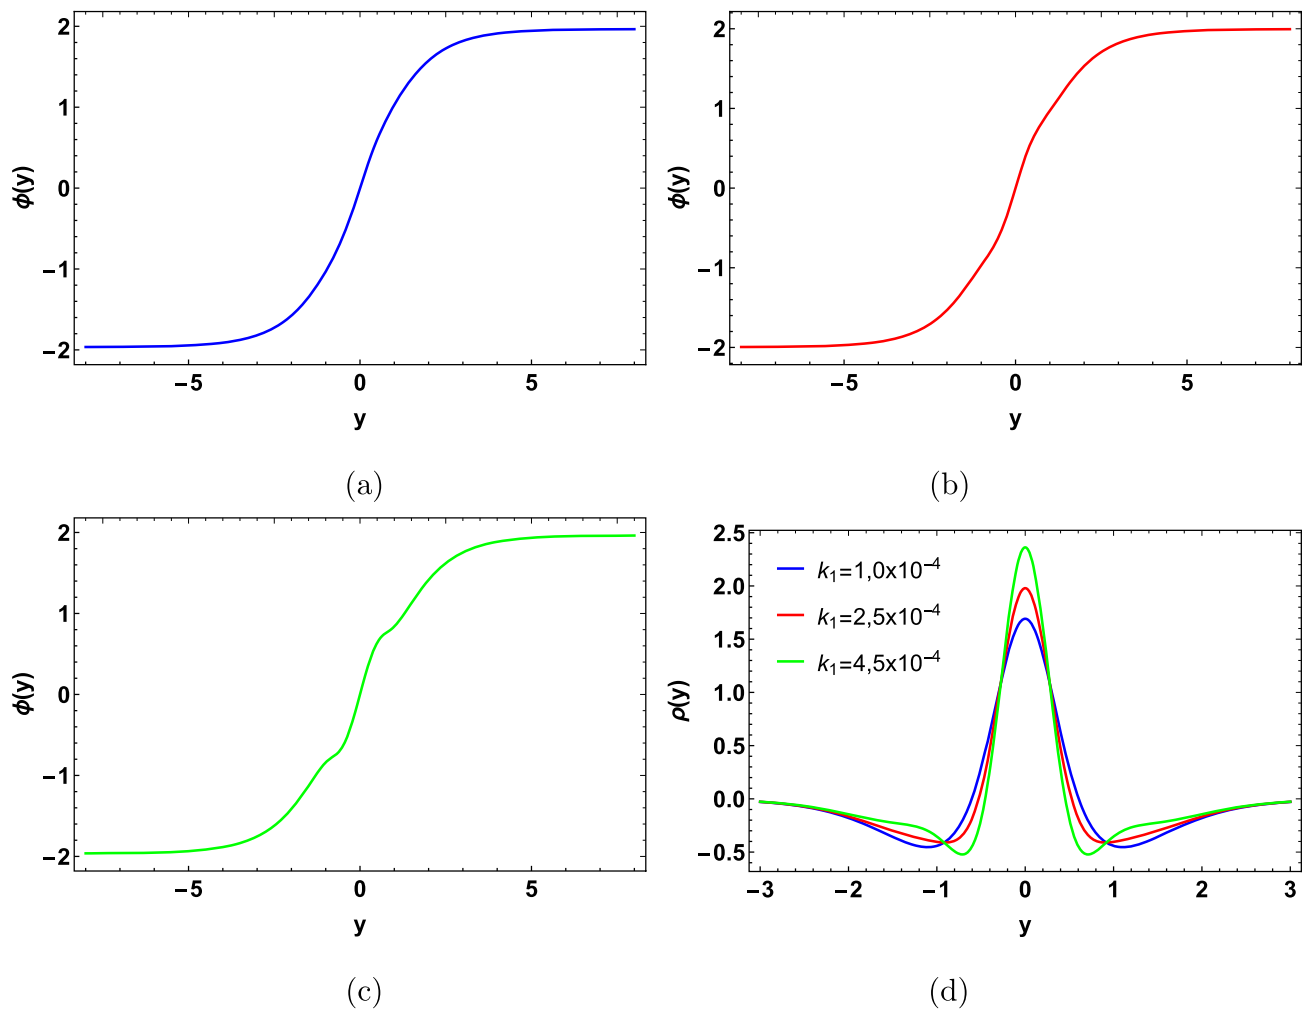 2
1
0
−1
−2
ϕ(y)
−5
0
5
y
(a)
2
1
0
−1
−2
ϕ(y)
−5
0
5
y
(b)
2
1
0
−1
−2
ϕ(y)
−5
0
5
y
(c)
2.5
2.0
1.5
1.0
0.5
0.0
−0.5
ρ(y)
k₁=1,0x10⁻⁴
k₁=2,5x10⁻⁴
k₁=4,5x10⁻⁴
−3
−2
−1
0
1
2
3
y
(d)